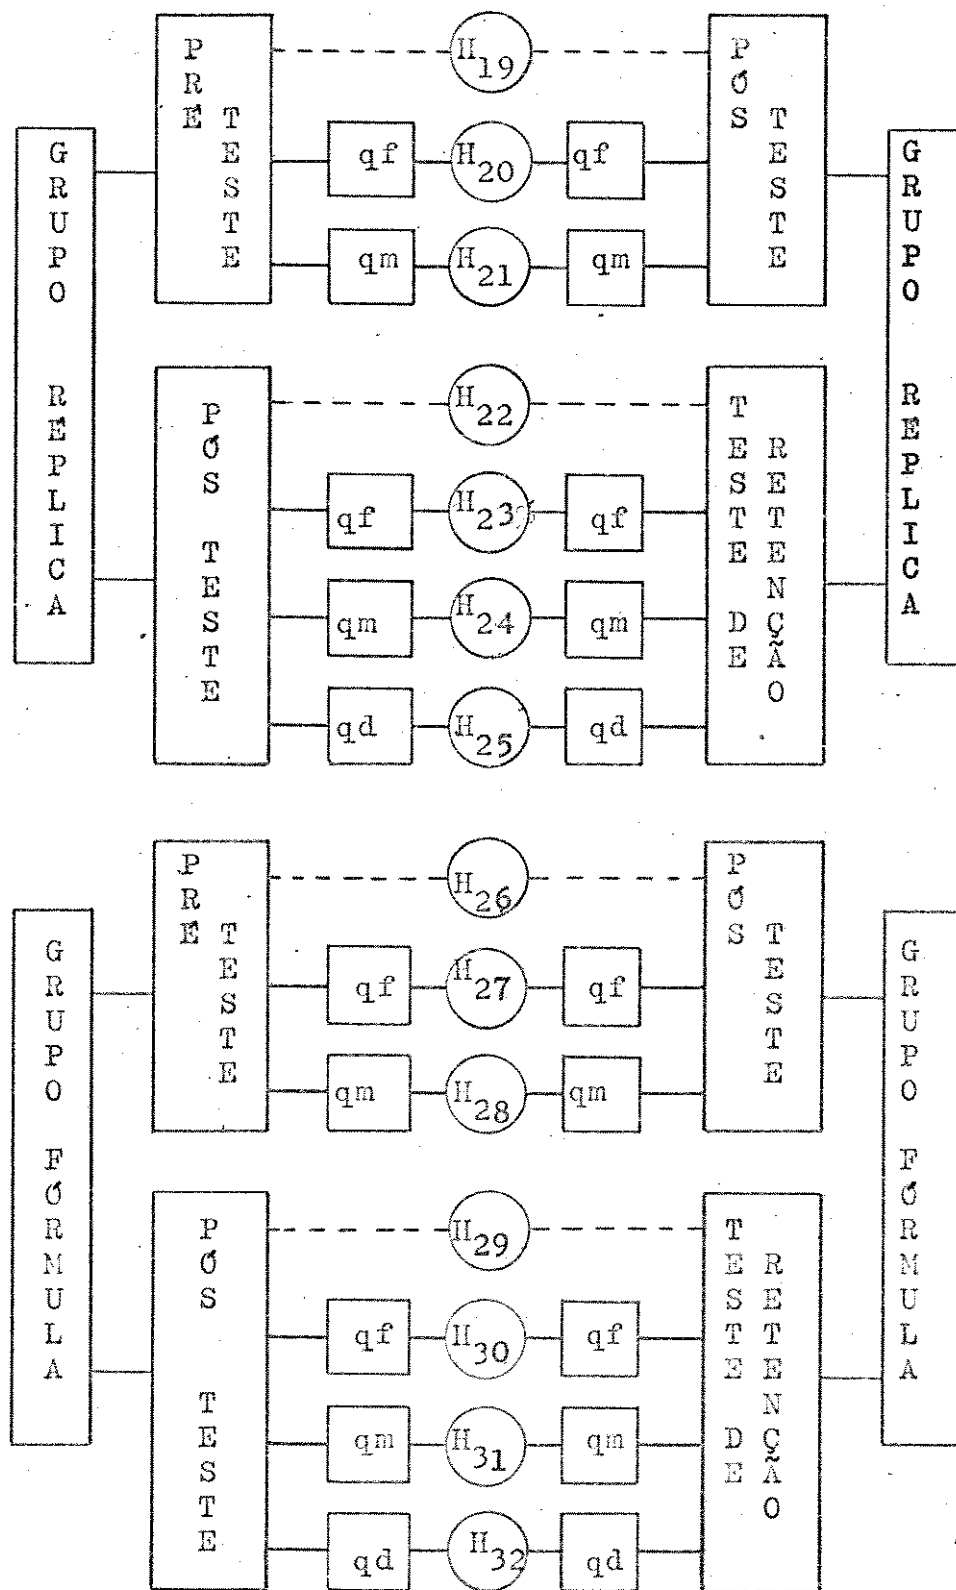 GRUPO RÉPLICA
PRÉ TESTE
H19
PÓS TESTE
GRUPO RÉPLICA
qf H20 qf
qm H21 qm
PÓS TESTE
H22
TESTE DE RETENÇÃO
qf H23 qf
qm H24 qm
qd H25 qd
GRUPO FÓRMULA
PRÉ TESTE
H26
PÓS TESTE
GRUPO FÓRMULA
qf H27 qf
qm H28 qm
PÓS TESTE
H29
TESTE DE RETENÇÃO
qf H30 qf
qm H31 qm
qd H32 qd